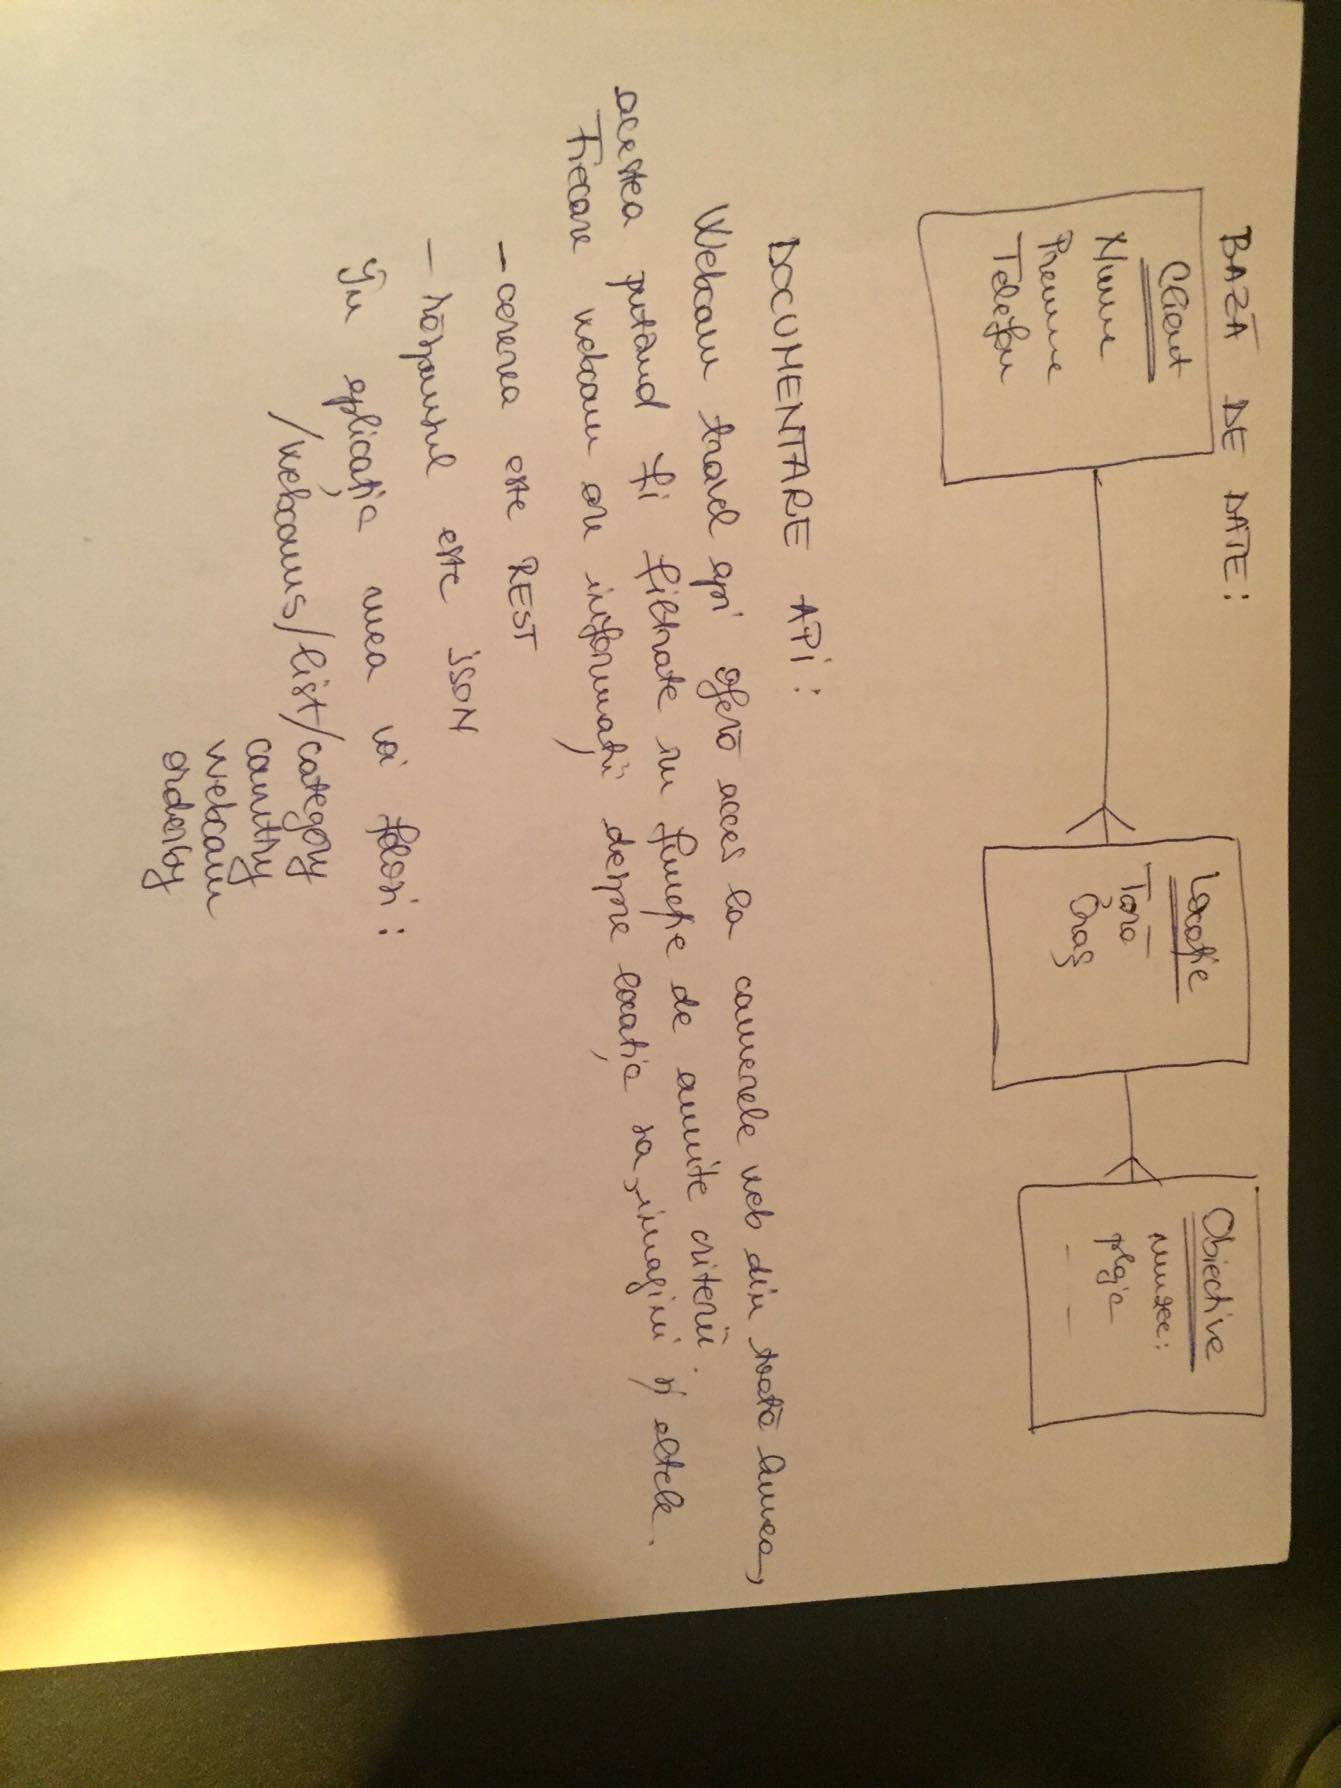 BAZĂ DE DATE:
Client
Nume
Prenume
Telefon
Locație
Țară
Oraș
Obiective
muzee;
plaje
DOCUMENTARE API:
Webcam travel api oferă acces la camerele web din toată lumea,
acestea putând fi filtrate în funcție de anumite criterii.
Fiecare webcam are informații despre locația sa, imagini și altele.
- cererea este REST
- răspunsul este JSON
În aplicația mea voi folosi:
/webcams/list/category
country
webcam
orderby